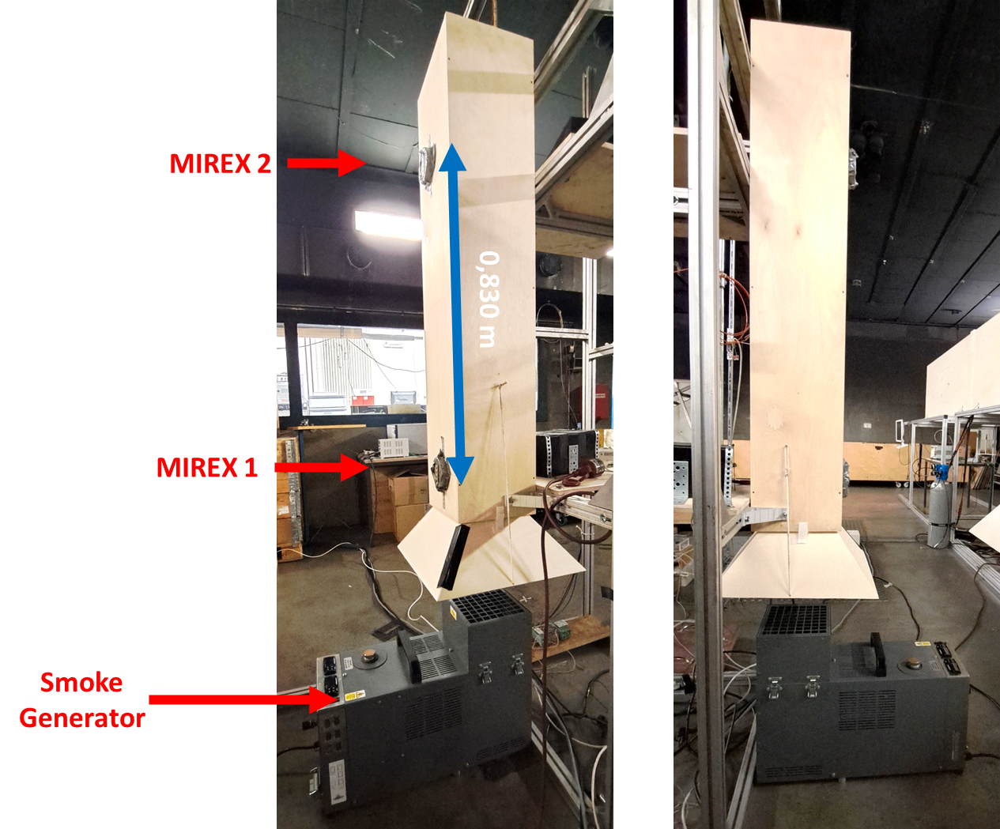 MIREX 2
0,830 m
MIREX 1
Smoke
Generator